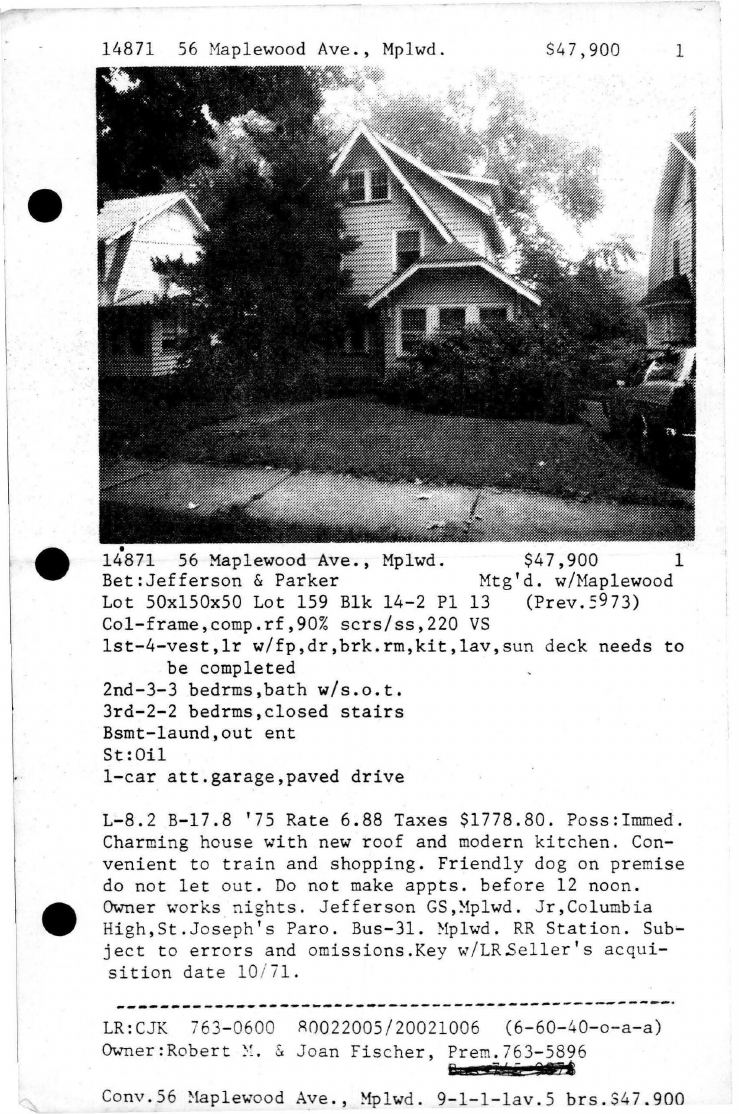 14871 56 Maplewood Ave., Mplwd. $47,900 1
14871 56 Maplewood Ave., Mplwd. $47,900 1
Bet:Jefferson & Parker Mtg'd. w/Maplewood
Lot 50x150x50 Lot 159 Blk 14-2 Pl 13 (Prev.5973)
Col-frame,comp.rf,90% scrs/ss,220 VS
1st-4-vest,lr w/fp,dr,brk.rm,kit,lav,sun deck needs to
be completed
2nd-3-3 bedrms,bath w/s.o.t.
3rd-2-2 bedrms,closed stairs
Bsmt-laund,out ent
St:Oil
1-car att.garage,paved drive
L-8.2 B-17.8 '75 Rate 6.88 Taxes $1778.80. Poss:Immed.
Charming house with new roof and modern kitchen. Con-
venient to train and shopping. Friendly dog on premise
do not let out. Do not make appts. before 12 noon.
Owner works nights. Jefferson GS,Mplwd. Jr,Columbia
High,St.Joseph's Paro. Bus-31. Mplwd. RR Station. Sub-
ject to errors and omissions.Key w/LR.Seller's acqui-
sition date 10/71.
LR:CJK 763-0600 80022005/20021006 (6-60-40-o-a-a)
Owner:Robert M. & Joan Fischer, Prem.763-5896
Conv.56 Maplewood Ave., Mplwd. 9-1-1-lav.5 brs.$47,900